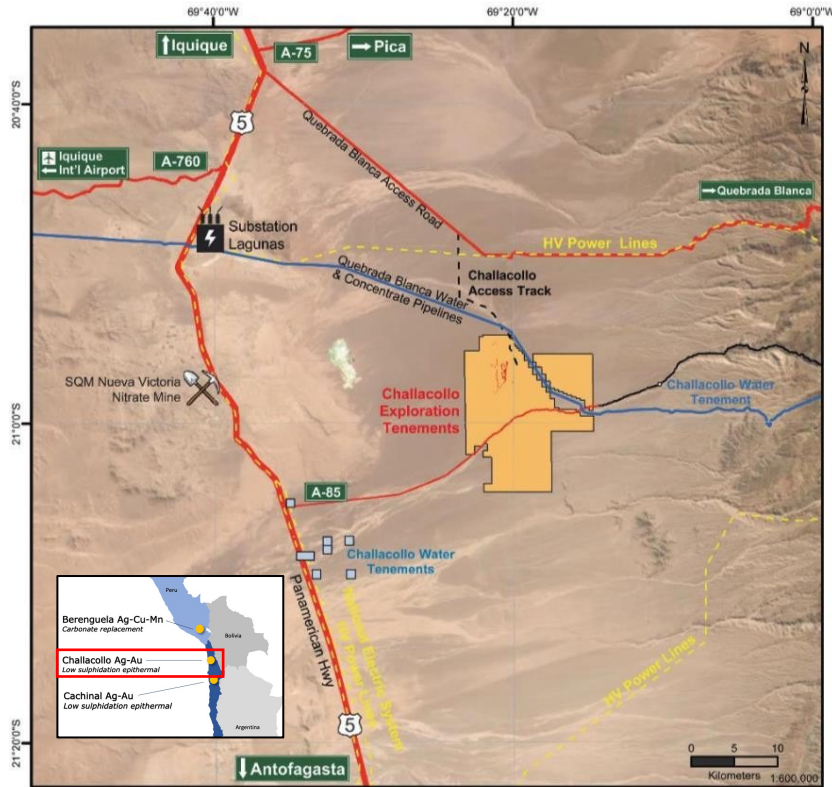 69°40'0"W
69°20'0"W
69°0'0"W
Iquique
A-75
Pica
N
20°40'0"S
5
Quebrada Blanca Access Road
Iquique
Int'l Airport
A-760
Quebrada Blanca
Substation
Lagunas
HV Power Lines
Quebrada Blanca Water
& Concentrate Pipelines
Challacollo
Access Track
SQM Nueva Victoria
Nitrate Mine
Challacollo
Exploration
Tenements
Challacollo Water
Tenement
21°0'0"S
A-85
Challacollo Water
Tenements
Panamerican Hwy
National Electric System
HV Power Lines
HV Power Lines
Peru
Bolivia
Argentina
Berenguela Ag-Cu-Mn
Carbonate replacement
Challacollo Ag-Au
Low sulphidation epithermal
Cachinal Ag-Au
Low sulphidation epithermal
5
21°20'0"S
Antofagasta
0 5 10
Kilometers 1:600,000